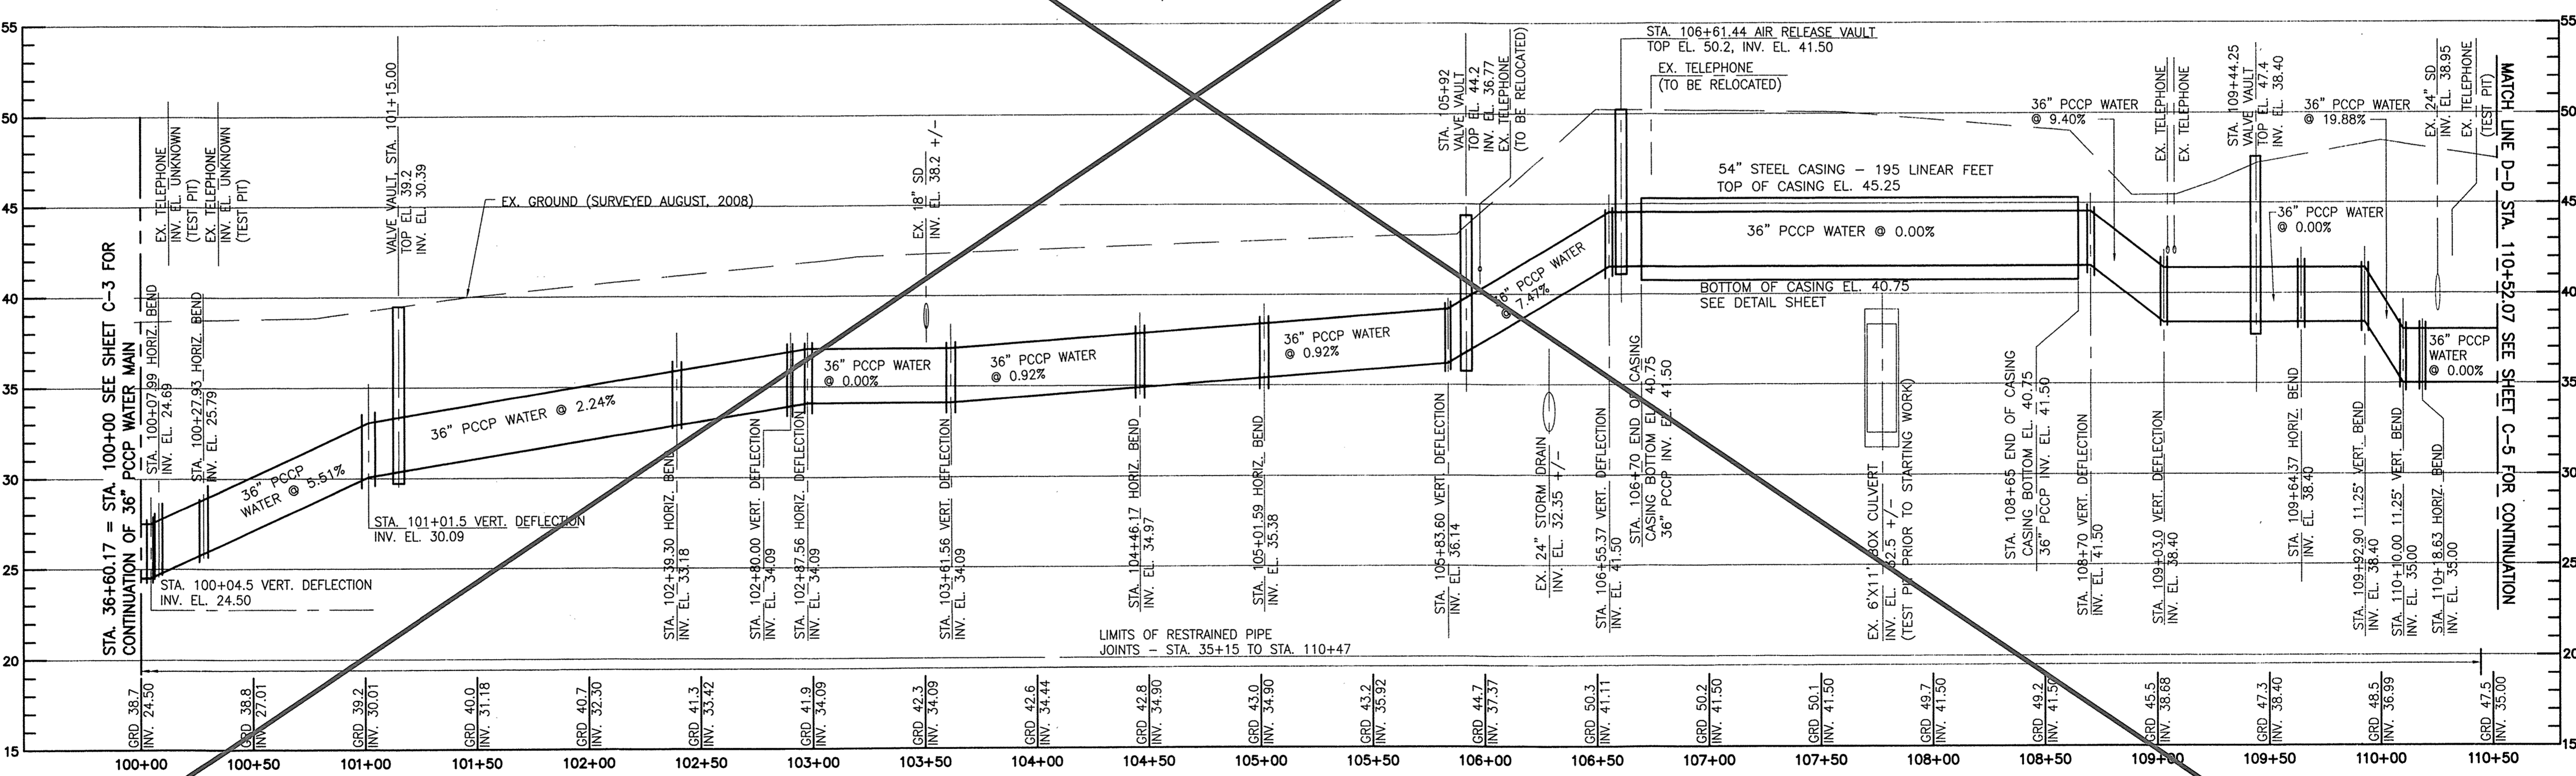 55
50
45
40
35
30
25
20
15
STA. 36+60.17 = STA. 100+00 SEE SHEET C-3 FOR
CONTINUATION OF 36" PCCP WATER MAIN
EX. TELEPHONE
INV. EL. UNKNOWN
(TEST PIT)
EX. TELEPHONE
INV. EL. UNKNOWN
(TEST PIT)
STA. 100+07.99 HORIZ. BEND
INV. EL. 24.69
STA. 100+27.93 HORIZ. BEND
INV. EL. 25.79
36" PCCP
WATER @ 5.51%
STA. 100+04.5 VERT. DEFLECTION
INV. EL. 24.50
VALVE VAULT, STA. 101+15.00
TOP EL. 39.2
INV. EL. 30.39
EX. GROUND (SURVEYED AUGUST, 2008)
36" PCCP WATER @ 2.24%
STA. 101+01.5 VERT. DEFLECTION
INV. EL. 30.09
STA. 102+39.30 HORIZ. BEND
INV. EL. 33.18
STA. 102+80.00 VERT. DEFLECTION
INV. EL. 34.09
STA. 102+87.56 HORIZ. DEFLECTION
INV. EL. 34.09
36" PCCP WATER
@ 0.00%
EX. 18" SD
INV. EL. 38.2 +/-
STA. 103+61.56 VERT. DEFLECTION
INV. EL. 34.09
36" PCCP WATER
@ 0.92%
STA. 104+46.17 HORIZ. BEND
INV. EL. 34.97
STA. 105+01.59 HORIZ. BEND
INV. EL. 35.38
36" PCCP WATER
@ 0.92%
LIMITS OF RESTRAINED PIPE
JOINTS - STA. 35+15 TO STA. 110+47
STA. 105+83.60 VERT. DEFLECTION
INV. EL. 36.14
STA. 105+92
VALVE VAULT
TOP EL. 44.2
INV. EL. 36.77
EX. TELEPHONE
(TO BE RELOCATED)
36" PCCP WATER
@ 7.47%
EX. 24" STORM DRAIN
INV. EL. 32.35 +/-
STA. 106+55.37 VERT. DEFLECTION
INV. EL. 41.50
STA. 106+61.44 AIR RELEASE VAULT
TOP EL. 50.2, INV. EL. 41.50
EX. TELEPHONE
(TO BE RELOCATED)
STA. 106+70 END OF CASING
CASING BOTTOM EL. 40.75
36" PCCP INV. EL. 41.50
54" STEEL CASING - 195 LINEAR FEET
TOP OF CASING EL. 45.25
36" PCCP WATER @ 0.00%
BOTTOM OF CASING EL. 40.75
SEE DETAIL SHEET
EX. 6'X11' BOX CULVERT
INV. EL. 32.5 +/-
(TEST PIT PRIOR TO STARTING WORK)
STA. 108+65 END OF CASING
CASING BOTTOM EL. 40.75
36" PCCP INV. EL. 41.50
STA. 108+70 VERT. DEFLECTION
INV. EL. 41.50
36" PCCP WATER
@ 9.40%
EX. TELEPHONE
EX. TELEPHONE
STA. 109+03.0 VERT. DEFLECTION
INV. EL. 38.40
STA. 109+44.25
VALVE VAULT
TOP EL. 47.4
INV. EL. 38.40
36" PCCP WATER
@ 0.00%
STA. 109+64.37 HORIZ BEND
INV. EL. 38.40
36" PCCP WATER
@ 19.88%
STA. 109+92.90 11.25° VERT. BEND
INV. EL. 38.40
STA. 110+10.00 11.25° VERT. BEND
INV. EL. 35.00
STA. 110+18.63 HORIZ. BEND
INV. EL. 35.00
EX. 24" SD
INV. EL. 38.95
EX. TELEPHONE
(TEST PIT)
36" PCCP
WATER
@ 0.00%
MATCH LINE D-D STA. 110+52.07 SEE SHEET C-5 FOR CONTINUATION
55
50
45
40
35
30
25
20
15
GRD 38.7
INV. 24.50
GRD 38.8
INV. 27.01
GRD 39.2
INV. 30.01
GRD 40.0
INV. 31.18
GRD 40.7
INV. 32.30
GRD 41.3
INV. 33.42
GRD 41.9
INV. 34.09
GRD 42.3
INV. 34.09
GRD 42.6
INV. 34.44
GRD 42.8
INV. 34.90
GRD 43.0
INV. 34.90
GRD 43.2
INV. 35.92
GRD 44.7
INV. 37.37
GRD 50.3
INV. 41.11
GRD 50.2
INV. 41.50
GRD 50.1
INV. 41.50
GRD 49.7
INV. 41.50
GRD 49.2
INV. 41.50
GRD 45.5
INV. 38.68
GRD 47.3
INV. 38.40
GRD 48.5
INV. 36.99
GRD 47.5
INV. 35.00
100+00 100+50 101+00 101+50 102+00 102+50 103+00 103+50 104+00 104+50 105+00 105+50 106+00 106+50 107+00 107+50 108+00 108+50 109+00 109+50 110+00 110+50